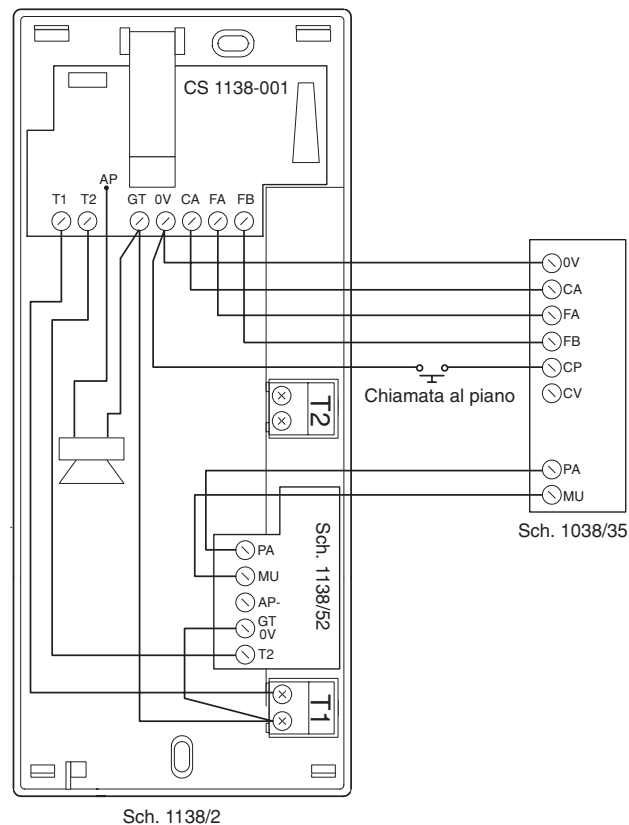 CS 1138-001
AP
T1 T2 GT 0V CA FA FB
0V
CA
FA
FB
CP
Chiamata al piano
CV
T2
PA
MU
Sch. 1038/35
Sch. 1138/52
PA
MU
AP-
GT
0V
T2
T1
Sch. 1138/2